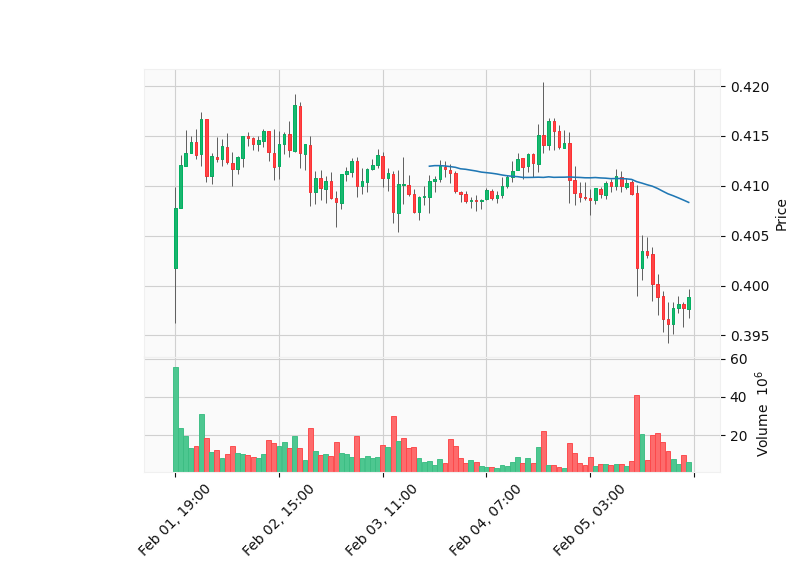 0.420
0.415
0.410
0.405
0.400
0.395
Price
60
40
20
Volume 10^6
Feb 01, 19:00
Feb 02, 15:00
Feb 03, 11:00
Feb 04, 07:00
Feb 05, 03:00